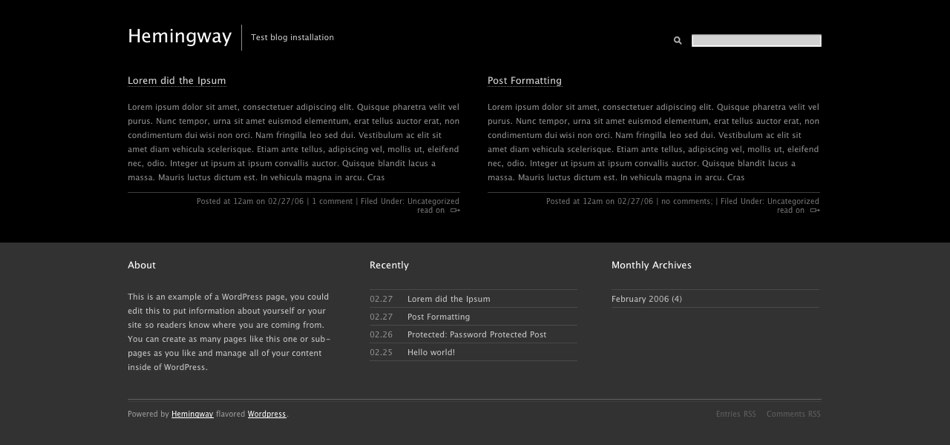 Hemingway
Test blog installation
Lorem did the Ipsum
Lorem ipsum dolor sit amet, consectetuer adipiscing elit. Quisque pharetra velit vel
purus. Nunc tempor, urna sit amet euismod elementum, erat tellus auctor erat, non
condimentum dui wisi non orci. Nam fringilla leo sed dui. Vestibulum ac elit sit
amet diam vehicula scelerisque. Etiam ante tellus, adipiscing vel, mollis ut, eleifend
nec, odio. Integer ut ipsum at ipsum convallis auctor. Quisque blandit lacus a
massa. Mauris luctus dictum est. In vehicula magna in arcu. Cras
Posted at 12am on 02/27/06 | 1 comment | Filed Under: Uncategorized
read on
Post Formatting
Lorem ipsum dolor sit amet, consectetuer adipiscing elit. Quisque pharetra velit vel
purus. Nunc tempor, urna sit amet euismod elementum, erat tellus auctor erat, non
condimentum dui wisi non orci. Nam fringilla leo sed dui. Vestibulum ac elit sit
amet diam vehicula scelerisque. Etiam ante tellus, adipiscing vel, mollis ut, eleifend
nec, odio. Integer ut ipsum at ipsum convallis auctor. Quisque blandit lacus a
massa. Mauris luctus dictum est. In vehicula magna in arcu. Cras
Posted at 12am on 02/27/06 | no comments; | Filed Under: Uncategorized
read on
About
This is an example of a WordPress page, you could
edit this to put information about yourself or your
site so readers know where you are coming from.
You can create as many pages like this one or sub-
pages as you like and manage all of your content
inside of WordPress.
Recently
02.27 Lorem did the Ipsum
02.27 Post Formatting
02.26 Protected: Password Protected Post
02.25 Hello world!
Monthly Archives
February 2006 (4)
Powered by Hemingway flavored Wordpress.
Entries RSS Comments RSS